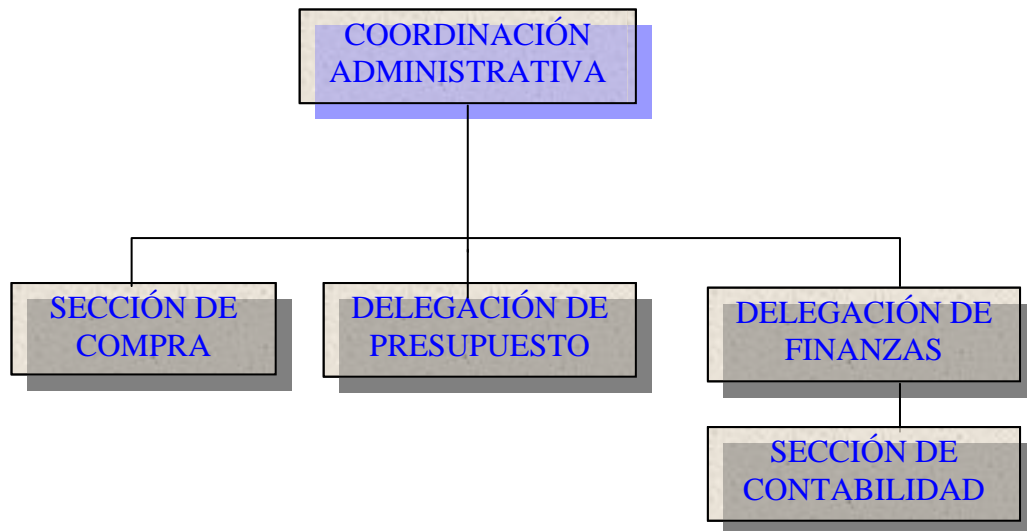 COORDINACIÓN
ADMINISTRATIVA
SECCIÓN DE
COMPRA
DELEGACIÓN DE
PRESUPUESTO
DELEGACIÓN DE
FINANZAS
SECCIÓN DE
CONTABILIDAD